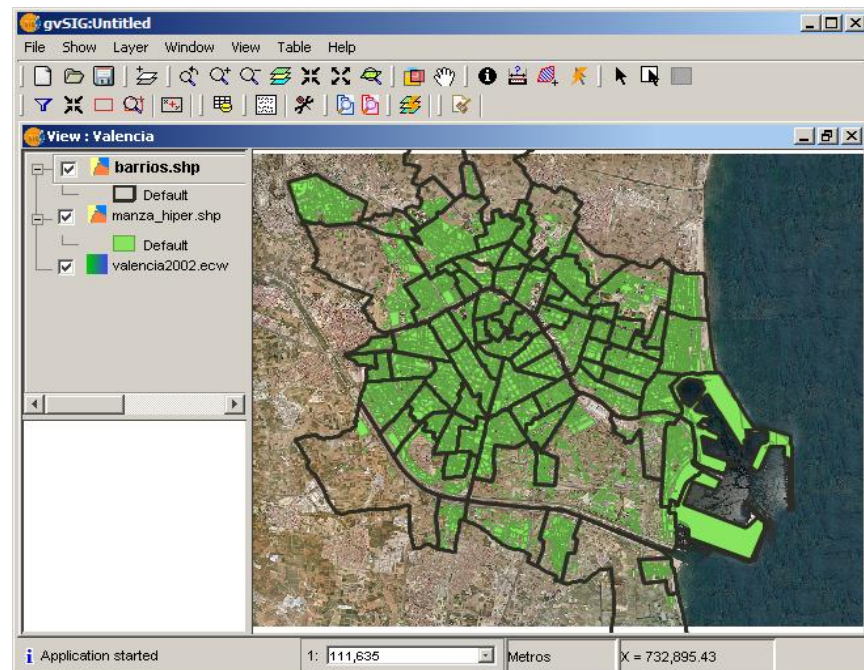 gvSIG:Untitled
File Show Layer Window View Table Help
View : Valencia
barrios.shp
Default
manza_hiper.shp
Default
valencia2002.ecw
Application started 1: 111,635 Metros X = 732,895.43